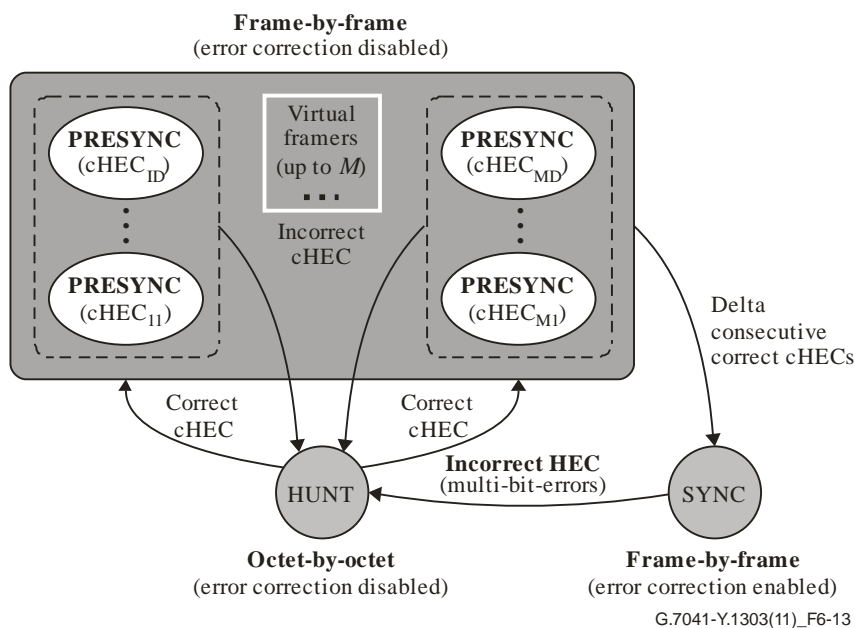 Frame-by-frame
(error correction disabled)
PRESYNC
(cHEC_ID)
PRESYNC
(cHEC_11)
Virtual
framers
(up to M)
Incorrect
cHEC
PRESYNC
(cHEC_MD)
PRESYNC
(cHEC_M1)
Delta
consecutive
correct cHECs
Correct
cHEC
Correct
cHEC
HUNT
Incorrect HEC
(multi-bit-errors)
SYNC
Octet-by-octet
(error correction disabled)
Frame-by-frame
(error correction enabled)
G.7041-Y.1303(11)_F6-13